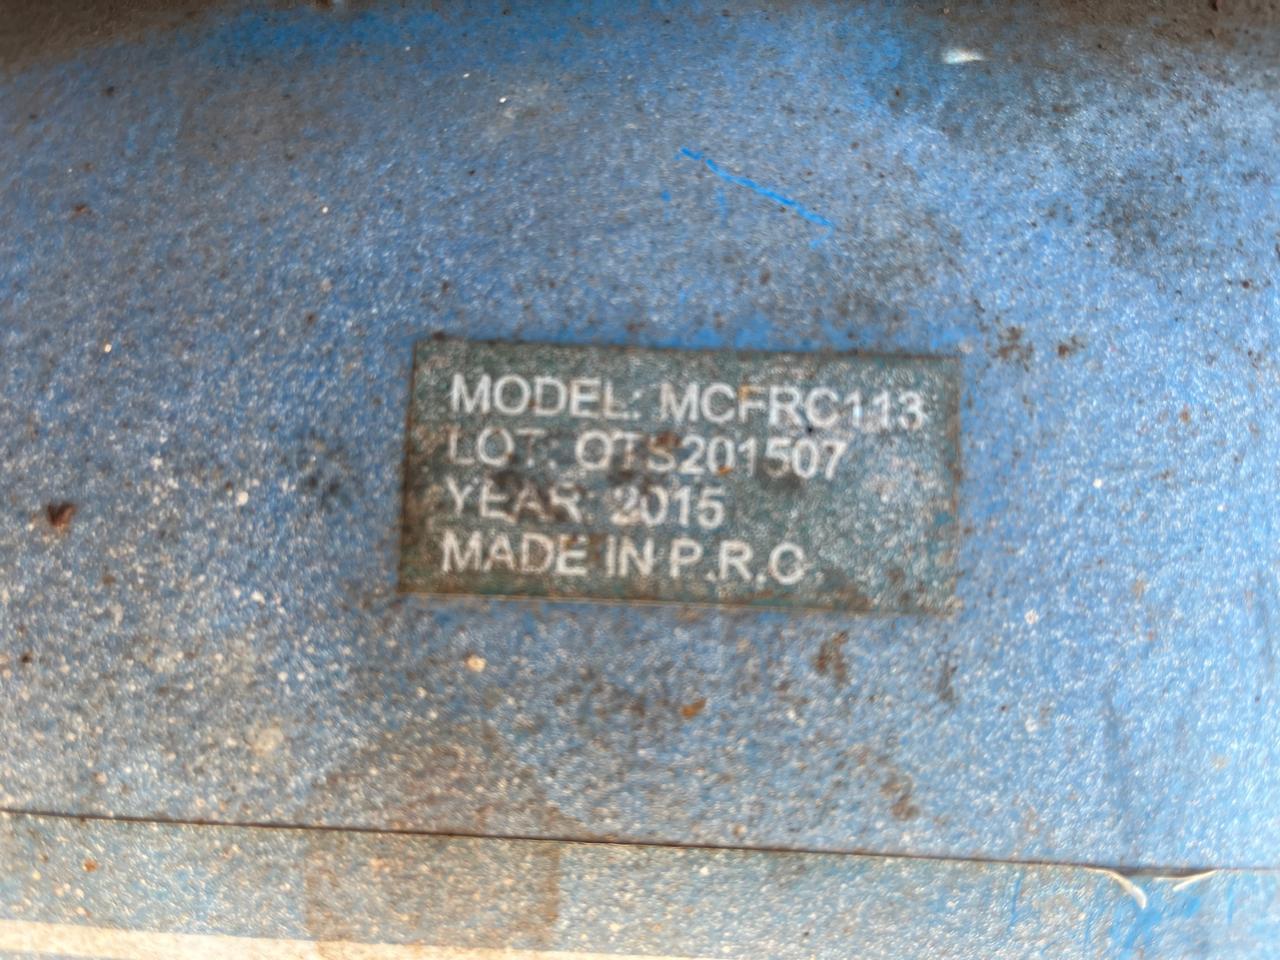 MODEL: MCFRC113
LOT: OTS201507
YEAR: 2015
MADE IN P.R.C